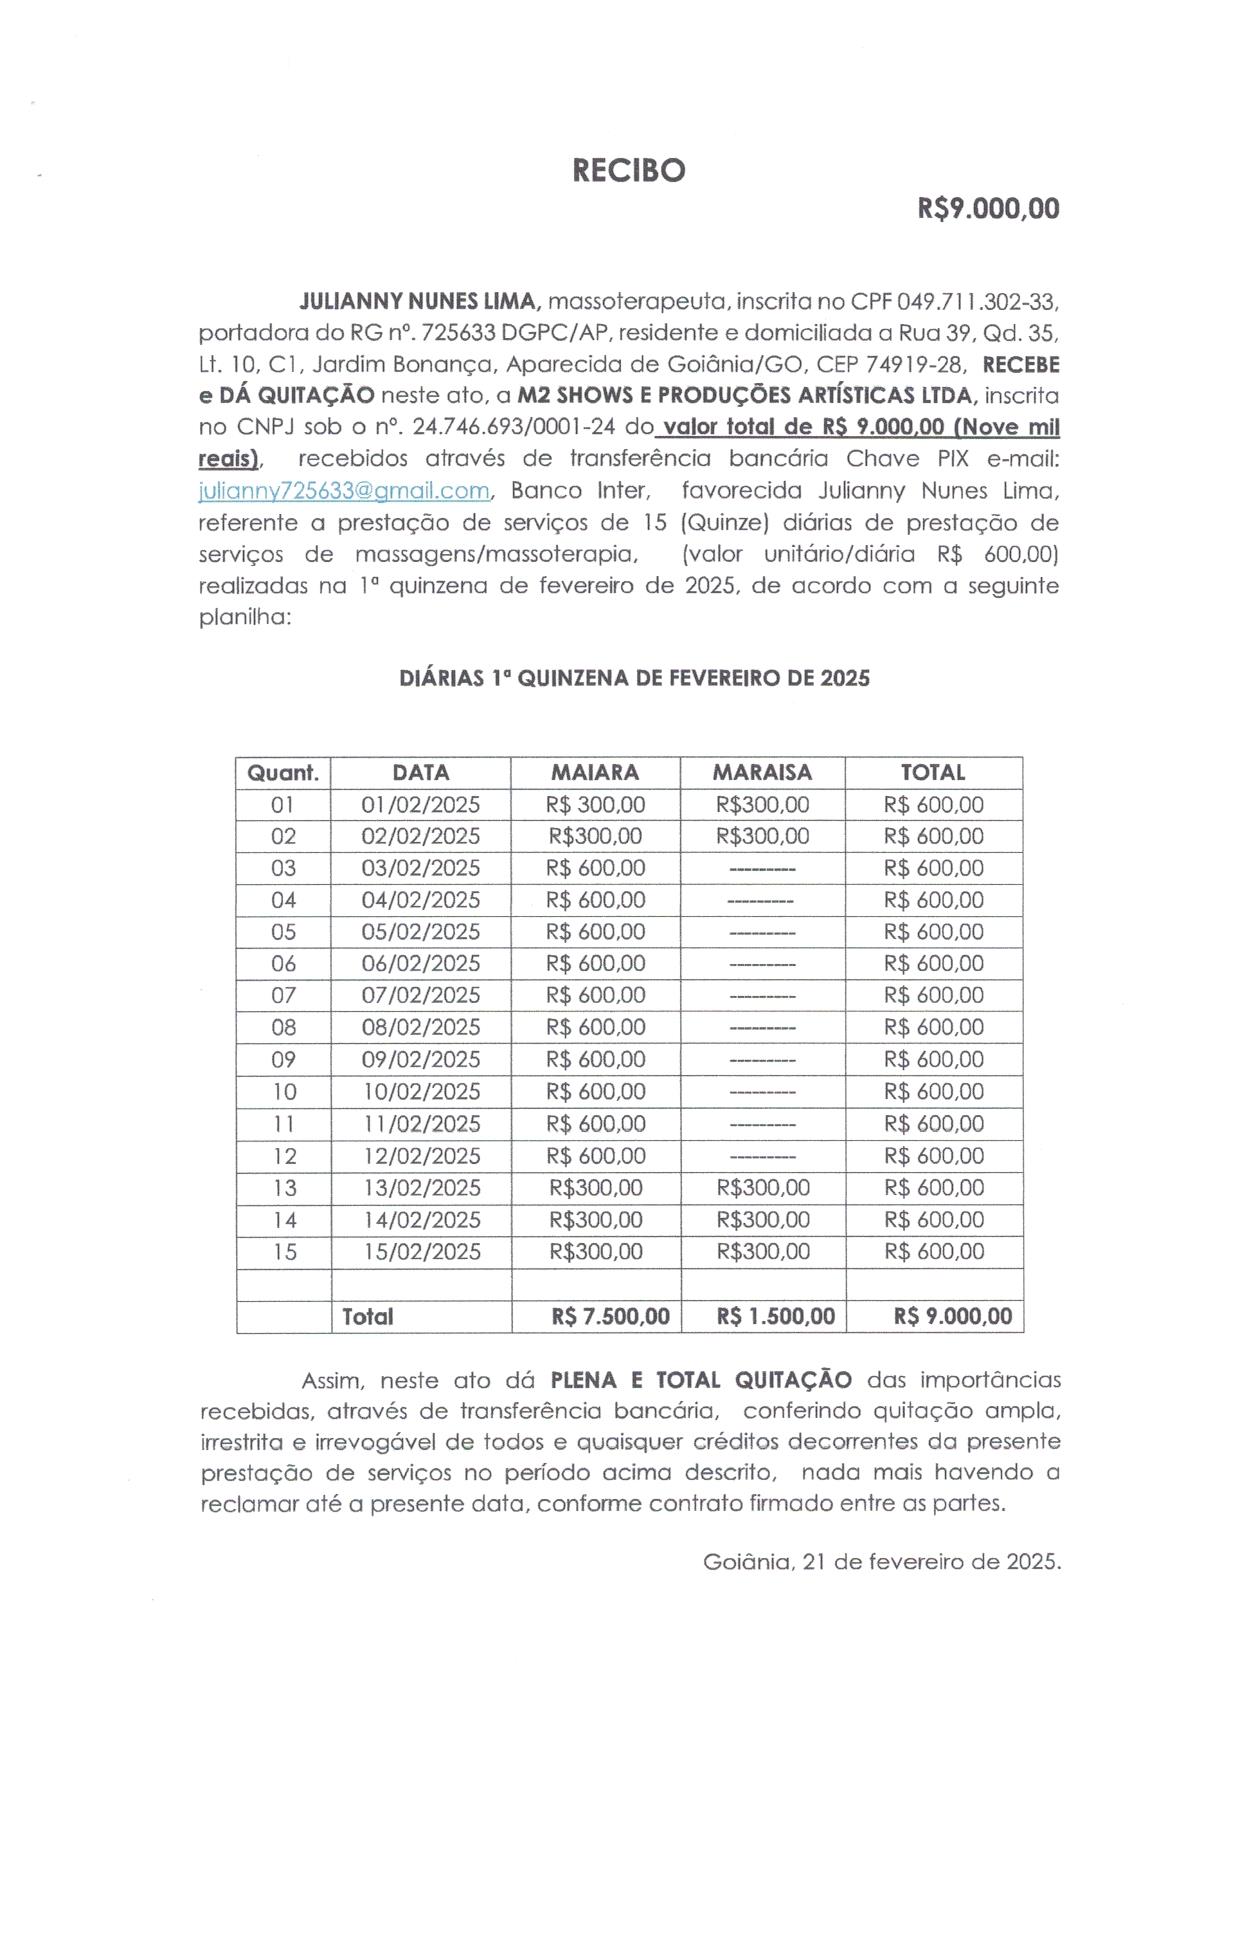 RECIBO
R$9.000,00
JULIANNY NUNES LIMA, massoterapeuta, inscrita no CPF 049.711.302-33,
portadora do RG nº. 725633 DGPC/AP, residente e domiciliada a Rua 39, Qd. 35,
Lt. 10, C1, Jardim Bonança, Aparecida de Goiânia/GO, CEP 74919-28, RECEBE
e DÁ QUITAÇÃO neste ato, a M2 SHOWS E PRODUÇÕES ARTÍSTICAS LTDA, inscrita
no CNPJ sob o nº. 24.746.693/0001-24 do valor total de R$ 9.000,00 (Nove mil
reais), recebidos através de transferência bancária Chave PIX e-mail:
julianny725633@gmail.com, Banco Inter, favorecida Julianny Nunes Lima,
referente a prestação de serviços de 15 (Quinze) diárias de prestação de
serviços de massagens/massoterapia, (valor unitário/diária R$ 600,00)
realizadas na 1ª quinzena de fevereiro de 2025, de acordo com a seguinte
planilha:
DIÁRIAS 1ª QUINZENA DE FEVEREIRO DE 2025
Quant. DATA MAIARA MARAISA TOTAL
01 01/02/2025 R$ 300,00 R$300,00 R$ 600,00
02 02/02/2025 R$300,00 R$300,00 R$ 600,00
03 03/02/2025 R$ 600,00 --------- R$ 600,00
04 04/02/2025 R$ 600,00 --------- R$ 600,00
05 05/02/2025 R$ 600,00 --------- R$ 600,00
06 06/02/2025 R$ 600,00 --------- R$ 600,00
07 07/02/2025 R$ 600,00 --------- R$ 600,00
08 08/02/2025 R$ 600,00 --------- R$ 600,00
09 09/02/2025 R$ 600,00 --------- R$ 600,00
10 10/02/2025 R$ 600,00 --------- R$ 600,00
11 11/02/2025 R$ 600,00 --------- R$ 600,00
12 12/02/2025 R$ 600,00 --------- R$ 600,00
13 13/02/2025 R$300,00 R$300,00 R$ 600,00
14 14/02/2025 R$300,00 R$300,00 R$ 600,00
15 15/02/2025 R$300,00 R$300,00 R$ 600,00
Total R$ 7.500,00 R$ 1.500,00 R$ 9.000,00
Assim, neste ato dá PLENA E TOTAL QUITAÇÃO das importâncias
recebidas, através de transferência bancária, conferindo quitação ampla,
irrestrita e irrevogável de todos e quaisquer créditos decorrentes da presente
prestação de serviços no período acima descrito, nada mais havendo a
reclamar até a presente data, conforme contrato firmado entre as partes.
Goiânia, 21 de fevereiro de 2025.